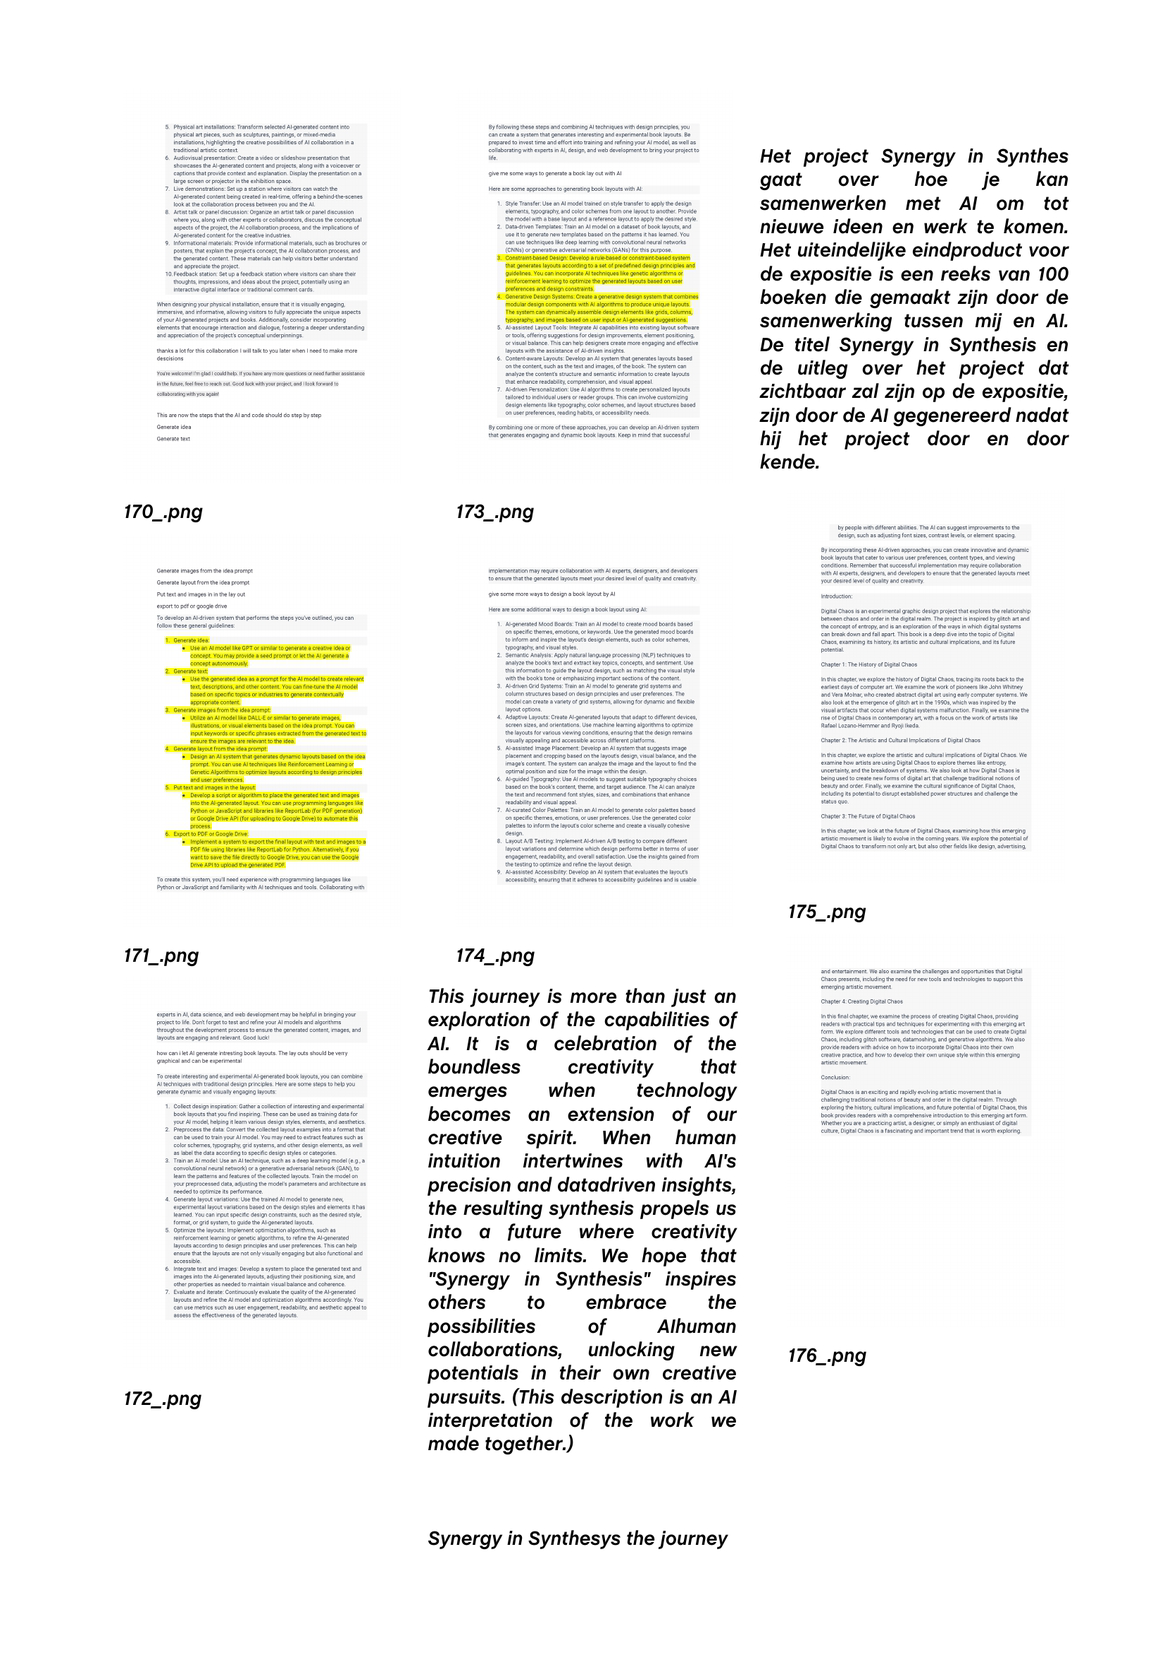 5. Physical art installations: Transform selected AI-generated content into
physical art pieces, such as sculptures, paintings, or mixed-media
installations, highlighting the creative possibilities of AI collaboration in a
traditional artistic context.
6. Audiovisual presentation: Create a video or slideshow presentation that
showcases the AI-generated content and projects, along with a voiceover or
captions that provide context and explanation. Display the presentation on a
large screen or projector in the exhibition space.
7. Live demonstrations: Set up a station where visitors can watch the
AI-generated content being created in real-time, offering a behind-the-scenes
look at the collaboration process between you and the AI.
8. Artist talk or panel discussion: Organize an artist talk or panel discussion
where you, along with other experts or collaborators, discuss the conceptual
aspects of the project, the AI collaboration process, and the implications of
AI-generated content for the creative industries.
9. Informational materials: Provide informational materials, such as brochures or
posters, that explain the project's concept, the AI collaboration process, and
the generated content. These materials can help visitors better understand
and appreciate the project.
10. Feedback station: Set up a feedback station where visitors can share their
thoughts, impressions, and ideas about the project, potentially using an
interactive digital interface or traditional comment cards.
When designing your physical installation, ensure that it is visually engaging,
immersive, and informative, allowing visitors to fully appreciate the unique aspects
of your AI-generated projects and books. Additionally, consider incorporating
elements that encourage interaction and dialogue, fostering a deeper understanding
and appreciation of the project's conceptual underpinnings.
thanks a lot for this collaboration I will talk to you later when I need to make more
descisions
You're welcome! I'm glad I could help. If you have any more questions or need further assistance
in the future, feel free to reach out. Good luck with your project, and I look forward to
collaborating with you again!
This are now the steps that the AI and code should do step by step
Generate idea
Generate text
170_.png
Generate images from the idea prompt
Generate layout from the idea prompt
Put text and images in in the lay out
export to pdf or google drive
To develop an AI-driven system that performs the steps you've outlined, you can
follow these general guidelines:
1. Generate idea:
● Use an AI model like GPT or similar to generate a creative idea or
concept. You may provide a seed prompt or let the AI generate a
concept autonomously.
2. Generate text:
● Use the generated idea as a prompt for the AI model to create relevant
text, descriptions, and other content. You can fine-tune the AI model
based on specific topics or industries to generate contextually
appropriate content.
3. Generate images from the idea prompt:
● Utilize an AI model like DALL-E or similar to generate images,
illustrations, or visual elements based on the idea prompt. You can
input keywords or specific phrases extracted from the generated text to
ensure the images are relevant to the idea.
4. Generate layout from the idea prompt:
● Design an AI system that generates dynamic layouts based on the idea
prompt. You can use techniques like Reinforcement Learning or
Genetic Algorithms to optimize layouts according to design principles
and user preferences.
5. Put text and images in the layout:
● Develop a script or algorithm to place the generated text and images
into the AI-generated layout. You can use programming languages like
Python or JavaScript and libraries like ReportLab (for PDF generation)
or Google Drive API (for uploading to Google Drive) to automate this
process.
6. Export to PDF or Google Drive:
● Implement a system to export the final layout with text and images to a
PDF file using libraries like ReportLab for Python. Alternatively, if you
want to save the file directly to Google Drive, you can use the Google
Drive API to upload the generated PDF.
To create this system, you'll need experience with programming languages like
Python or JavaScript and familiarity with AI techniques and tools. Collaborating with
171_.png
experts in AI, data science, and web development may be helpful in bringing your
project to life. Don't forget to test and refine your AI models and algorithms
throughout the development process to ensure the generated content, images, and
layouts are engaging and relevant. Good luck!
how can i let AI generate intresting book layouts. The lay outs should be verry
graphical and can be experimental
To create interesting and experimental AI-generated book layouts, you can combine
AI techniques with traditional design principles. Here are some steps to help you
generate dynamic and visually engaging layouts:
1. Collect design inspiration: Gather a collection of interesting and experimental
book layouts that you find inspiring. These can be used as training data for
your AI model, helping it learn various design styles, elements, and aesthetics.
2. Preprocess the data: Convert the collected layout examples into a format that
can be used to train your AI model. You may need to extract features such as
color schemes, typography, grid systems, and other design elements, as well
as label the data according to specific design styles or categories.
3. Train an AI model: Use an AI technique, such as a deep learning model (e.g., a
convolutional neural network) or a generative adversarial network (GAN), to
learn the patterns and features of the collected layouts. Train the model on
your preprocessed data, adjusting the model's parameters and architecture as
needed to optimize its performance.
4. Generate layout variations: Use the trained AI model to generate new,
experimental layout variations based on the design styles and elements it has
learned. You can input specific design constraints, such as the desired style,
format, or grid system, to guide the AI-generated layouts.
5. Optimize the layouts: Implement optimization algorithms, such as
reinforcement learning or genetic algorithms, to refine the AI-generated
layouts according to design principles and user preferences. This can help
ensure that the layouts are not only visually engaging but also functional and
accessible.
6. Integrate text and images: Develop a system to place the generated text and
images into the AI-generated layouts, adjusting their positioning, size, and
other properties as needed to maintain visual balance and coherence.
7. Evaluate and iterate: Continuously evaluate the quality of the AI-generated
layouts and refine the AI model and optimization algorithms accordingly. You
can use metrics such as user engagement, readability, and aesthetic appeal to
assess the effectiveness of the generated layouts.
172_.png
By following these steps and combining AI techniques with design principles, you
can create a system that generates interesting and experimental book layouts. Be
prepared to invest time and effort into training and refining your AI model, as well as
collaborating with experts in AI, design, and web development to bring your project to
life.
give me some ways to generate a book lay out with AI
Here are some approaches to generating book layouts with AI:
1. Style Transfer: Use an AI model trained on style transfer to apply the design
elements, typography, and color schemes from one layout to another. Provide
the model with a base layout and a reference layout to apply the desired style.
2. Data-driven Templates: Train an AI model on a dataset of book layouts, and
use it to generate new templates based on the patterns it has learned. You
can use techniques like deep learning with convolutional neural networks
(CNNs) or generative adversarial networks (GANs) for this purpose.
3. Constraint-based Design: Develop a rule-based or constraint-based system
that generates layouts according to a set of predefined design principles and
guidelines. You can incorporate AI techniques like genetic algorithms or
reinforcement learning to optimize the generated layouts based on user
preferences and design constraints.
4. Generative Design Systems: Create a generative design system that combines
modular design components with AI algorithms to produce unique layouts.
The system can dynamically assemble design elements like grids, columns,
typography, and images based on user input or AI-generated suggestions.
5. AI-assisted Layout Tools: Integrate AI capabilities into existing layout software
or tools, offering suggestions for design improvements, element positioning,
or visual balance. This can help designers create more engaging and effective
layouts with the assistance of AI-driven insights.
6. Content-aware Layouts: Develop an AI system that generates layouts based
on the content, such as the text and images, of the book. The system can
analyze the content's structure and semantic information to create layouts
that enhance readability, comprehension, and visual appeal.
7. AI-driven Personalization: Use AI algorithms to create personalized layouts
tailored to individual users or reader groups. This can involve customizing
design elements like typography, color schemes, and layout structures based
on user preferences, reading habits, or accessibility needs.
By combining one or more of these approaches, you can develop an AI-driven system
that generates engaging and dynamic book layouts. Keep in mind that successful
173_.png
implementation may require collaboration with AI experts, designers, and developers
to ensure that the generated layouts meet your desired level of quality and creativity.
give some more ways to design a book layout by AI
Here are some additional ways to design a book layout using AI:
1. AI-generated Mood Boards: Train an AI model to create mood boards based
on specific themes, emotions, or keywords. Use the generated mood boards
to inform and inspire the layout's design elements, such as color schemes,
typography, and visual styles.
2. Semantic Analysis: Apply natural language processing (NLP) techniques to
analyze the book's text and extract key topics, concepts, and sentiment. Use
this information to guide the layout design, such as matching the visual style
with the book's tone or emphasizing important sections of the content.
3. AI-driven Grid Systems: Train an AI model to generate grid systems and
column structures based on design principles and user preferences. The
model can create a variety of grid systems, allowing for dynamic and flexible
layout options.
4. Adaptive Layouts: Create AI-generated layouts that adapt to different devices,
screen sizes, and orientations. Use machine learning algorithms to optimize
the layouts for various viewing conditions, ensuring that the design remains
visually appealing and accessible across different platforms.
5. AI-assisted Image Placement: Develop an AI system that suggests image
placement and cropping based on the layout's design, visual balance, and the
image's content. The system can analyze the image and the layout to find the
optimal position and size for the image within the design.
6. AI-guided Typography: Use AI models to suggest suitable typography choices
based on the book's content, theme, and target audience. The AI can analyze
the text and recommend font styles, sizes, and combinations that enhance
readability and visual appeal.
7. AI-curated Color Palettes: Train an AI model to generate color palettes based
on specific themes, emotions, or user preferences. Use the generated color
palettes to inform the layout's color scheme and create a visually cohesive
design.
8. Layout A/B Testing: Implement AI-driven A/B testing to compare different
layout variations and determine which design performs better in terms of user
engagement, readability, and overall satisfaction. Use the insights gained from
the testing to optimize and refine the layout design.
9. AI-assisted Accessibility: Develop an AI system that evaluates the layout's
accessibility, ensuring that it adheres to accessibility guidelines and is usable
174_.png
This journey is more than just an
exploration of the capabilities of
AI. It is a celebration of the
boundless creativity that
emerges when technology
becomes an extension of our
creative spirit. When human
intuition intertwines with AI's
precision and datadriven insights,
the resulting synthesis propels us
into a future where creativity
knows no limits. We hope that
"Synergy in Synthesis" inspires
others to embrace the
possibilities of AIhuman
collaborations, unlocking new
potentials in their own creative
pursuits. (This description is an AI
interpretation of the work we
made together.)
Synergy in Synthesys the journey
Het project Synergy in Synthes
gaat over hoe je kan
samenwerken met AI om tot
nieuwe ideen en werk te komen.
Het uiteindelijke eindproduct voor
de expositie is een reeks van 100
boeken die gemaakt zijn door de
samenwerking tussen mij en AI.
De titel Synergy in Synthesis en
de uitleg over het project dat
zichtbaar zal zijn op de expositie,
zijn door de AI gegenereerd nadat
hij het project door en door
kende.
by people with different abilities. The AI can suggest improvements to the
design, such as adjusting font sizes, contrast levels, or element spacing.
By incorporating these AI-driven approaches, you can create innovative and dynamic
book layouts that cater to various user preferences, content types, and viewing
conditions. Remember that successful implementation may require collaboration
with AI experts, designers, and developers to ensure that the generated layouts meet
your desired level of quality and creativity.
Introduction:
Digital Chaos is an experimental graphic design project that explores the relationship
between chaos and order in the digital realm. The project is inspired by glitch art and
the concept of entropy, and is an exploration of the ways in which digital systems
can break down and fall apart. This book is a deep dive into the topic of Digital
Chaos, examining its history, its artistic and cultural implications, and its future
potential.
Chapter 1: The History of Digital Chaos
In this chapter, we explore the history of Digital Chaos, tracing its roots back to the
earliest days of computer art. We examine the work of pioneers like John Whitney
and Vera Molnar, who created abstract digital art using early computer systems. We
also look at the emergence of glitch art in the 1990s, which was inspired by the
visual artifacts that occur when digital systems malfunction. Finally, we examine the
rise of Digital Chaos in contemporary art, with a focus on the work of artists like
Rafael Lozano-Hemmer and Ryoji Ikeda.
Chapter 2: The Artistic and Cultural Implications of Digital Chaos
In this chapter, we explore the artistic and cultural implications of Digital Chaos. We
examine how artists are using Digital Chaos to explore themes like entropy,
uncertainty, and the breakdown of systems. We also look at how Digital Chaos is
being used to create new forms of digital art that challenge traditional notions of
beauty and order. Finally, we examine the cultural significance of Digital Chaos,
including its potential to disrupt established power structures and challenge the
status quo.
Chapter 3: The Future of Digital Chaos
In this chapter, we look at the future of Digital Chaos, examining how this emerging
artistic movement is likely to evolve in the coming years. We explore the potential of
Digital Chaos to transform not only art, but also other fields like design, advertising,
175_.png
and entertainment. We also examine the challenges and opportunities that Digital
Chaos presents, including the need for new tools and technologies to support this
emerging artistic movement.
Chapter 4: Creating Digital Chaos
In this final chapter, we examine the process of creating Digital Chaos, providing
readers with practical tips and techniques for experimenting with this emerging art
form. We explore different tools and technologies that can be used to create Digital
Chaos, including glitch software, datamoshing, and generative algorithms. We also
provide readers with advice on how to incorporate Digital Chaos into their own
creative practice, and how to develop their own unique style within this emerging
artistic movement.
Conclusion:
Digital Chaos is an exciting and rapidly evolving artistic movement that is
challenging traditional notions of beauty and order in the digital realm. Through
exploring the history, cultural implications, and future potential of Digital Chaos, this
book provides readers with a comprehensive introduction to this emerging art form.
Whether you are a practicing artist, a designer, or simply an enthusiast of digital
culture, Digital Chaos is a fascinating and important trend that is worth exploring.
176_.png